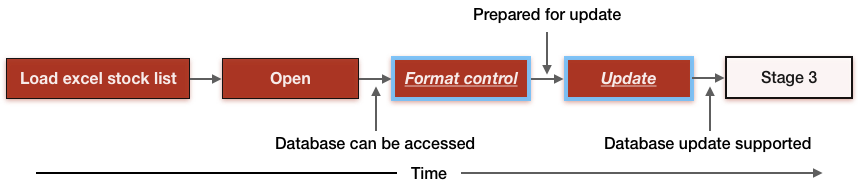 Prepared for update
Load excel stock list
Open
Format control
Update
Stage 3
Database can be accessed
Database update supported
Time